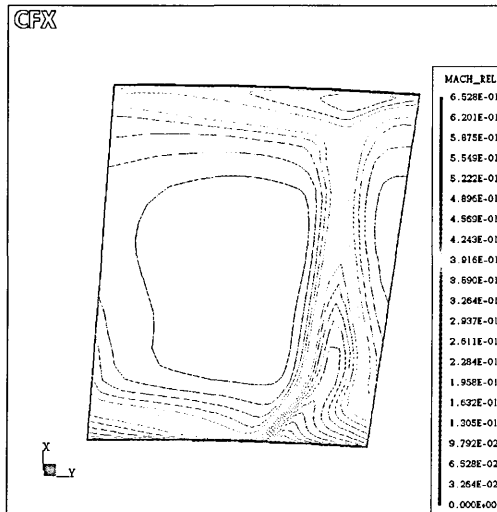 CFX
MACH_REL
6.528E-01
6.201E-01
5.875E-01
5.549E-01
5.222E-01
4.896E-01
4.569E-01
4.243E-01
3.916E-01
3.590E-01
3.264E-01
2.937E-01
2.611E-01
2.284E-01
1.958E-01
1.632E-01
1.305E-01
9.792E-02
6.528E-02
3.264E-02
0.000E+00
X
Y